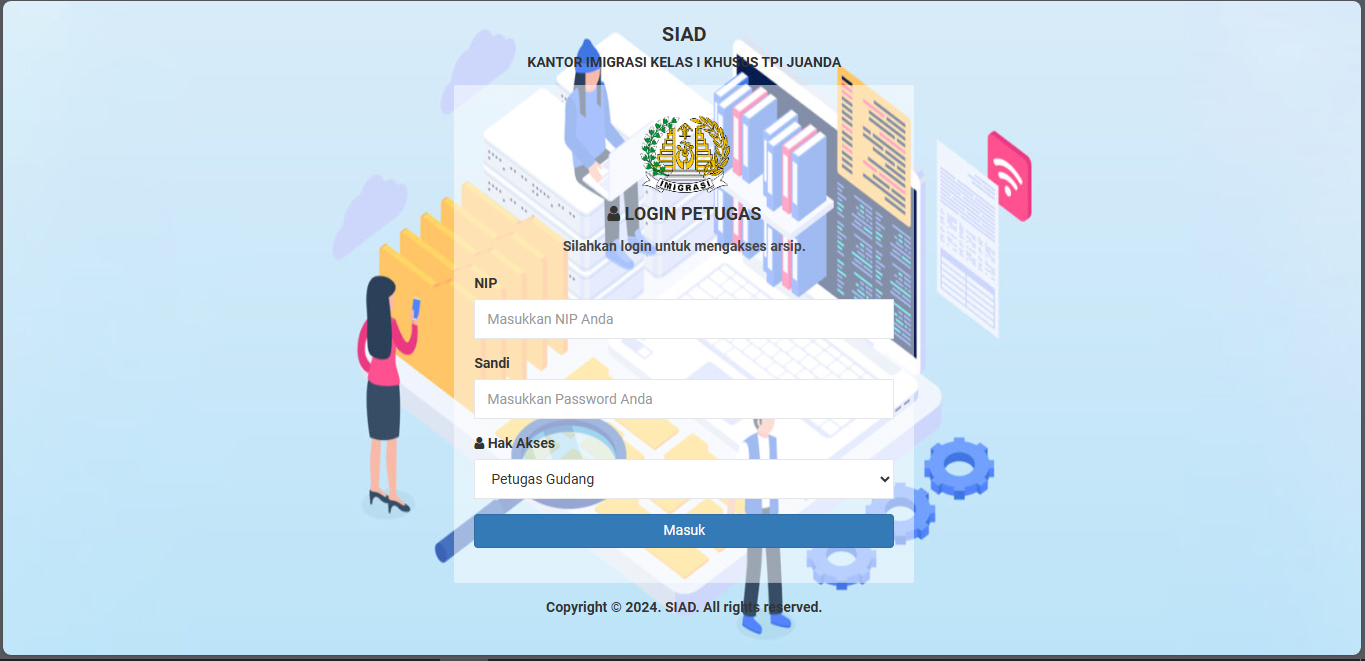 SIAD
KANTOR IMIGRASI KELAS I KHUSUS TPI JUANDA
IMIGRASI
LOGIN PETUGAS
Silahkan login untuk mengakses arsip.
NIP
Masukkan NIP Anda
Sandi
Masukkan Password Anda
Hak Akses
Petugas Gudang
Masuk
Copyright © 2024. SIAD. All rights reserved.